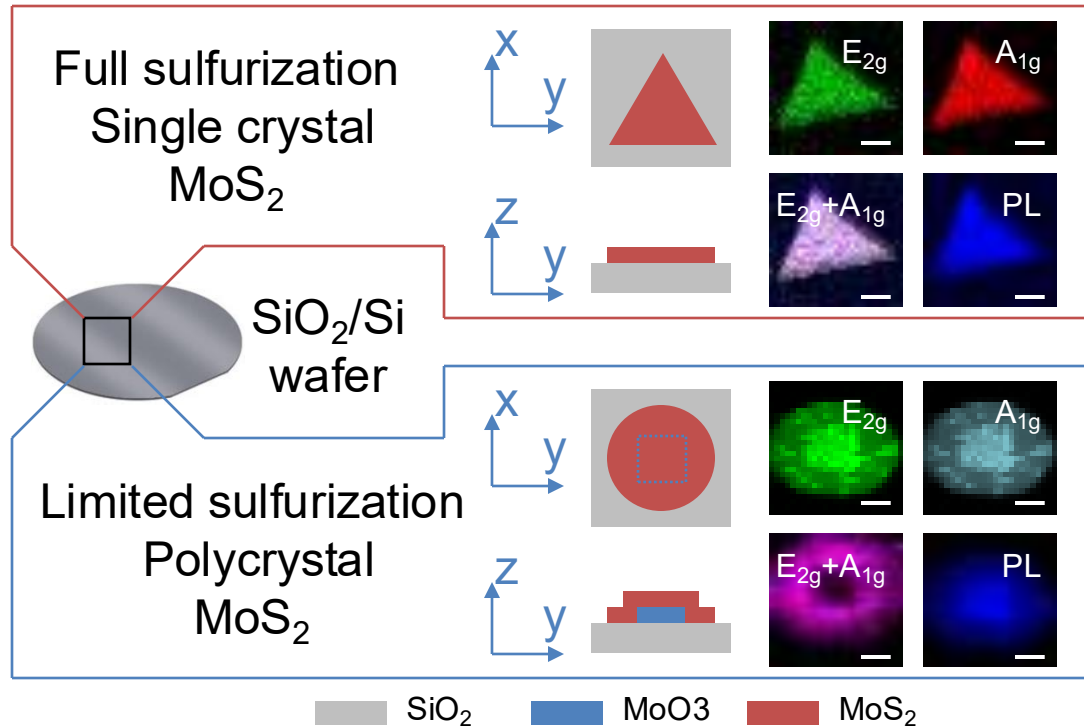 Full sulfurization
Single crystal
MoS₂
x
y
z
y
E₂g
A₁g
E₂g+A₁g
PL
SiO₂/Si
wafer
Limited sulfurization
Polycrystal
MoS₂
x
y
z
y
E₂g
A₁g
E₂g+A₁g
PL
SiO₂
MoO3
MoS₂